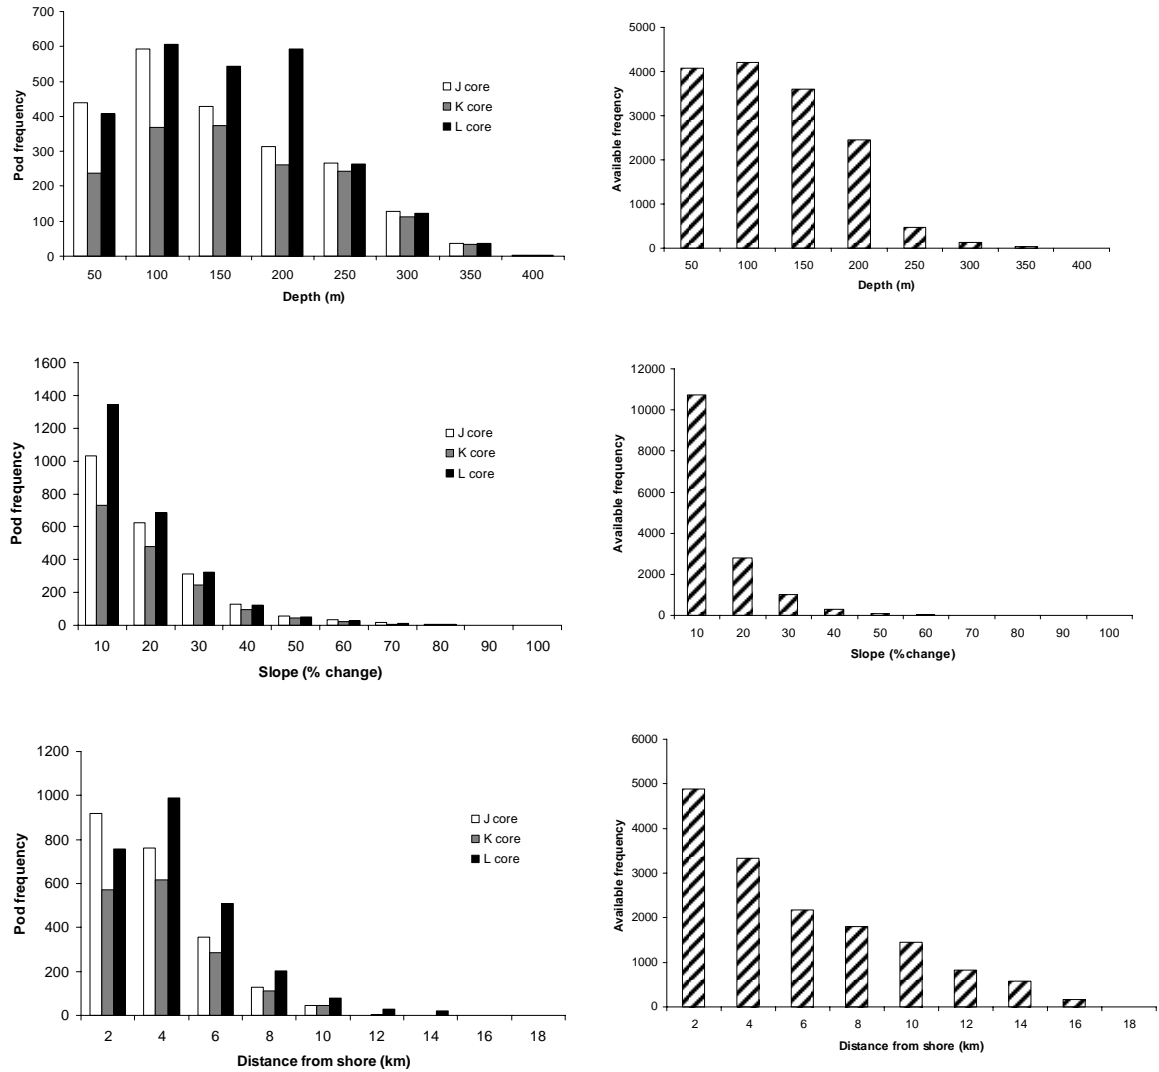 700
600
500
400
300
200
100
0
Pod frequency
J core
K core
L core
50 100 150 200 250 300 350 400
Depth (m)
5000
4000
3000
2000
1000
0
Available freqency
50 100 150 200 250 300 350 400
Depth (m)
1600
1400
1200
1000
800
600
400
200
0
Pod frequency
J core
K core
L core
10 20 30 40 50 60 70 80 90 100
Slope (% change)
12000
10000
8000
6000
4000
2000
0
Available frequency
10 20 30 40 50 60 70 80 90 100
Slope (%change)
1200
1000
800
600
400
200
0
Pod frequency
J core
K core
L core
2 4 6 8 10 12 14 16 18
Distance from shore (km)
6000
5000
4000
3000
2000
1000
0
Available frequency
2 4 6 8 10 12 14 16 18
Distance from shore (km)